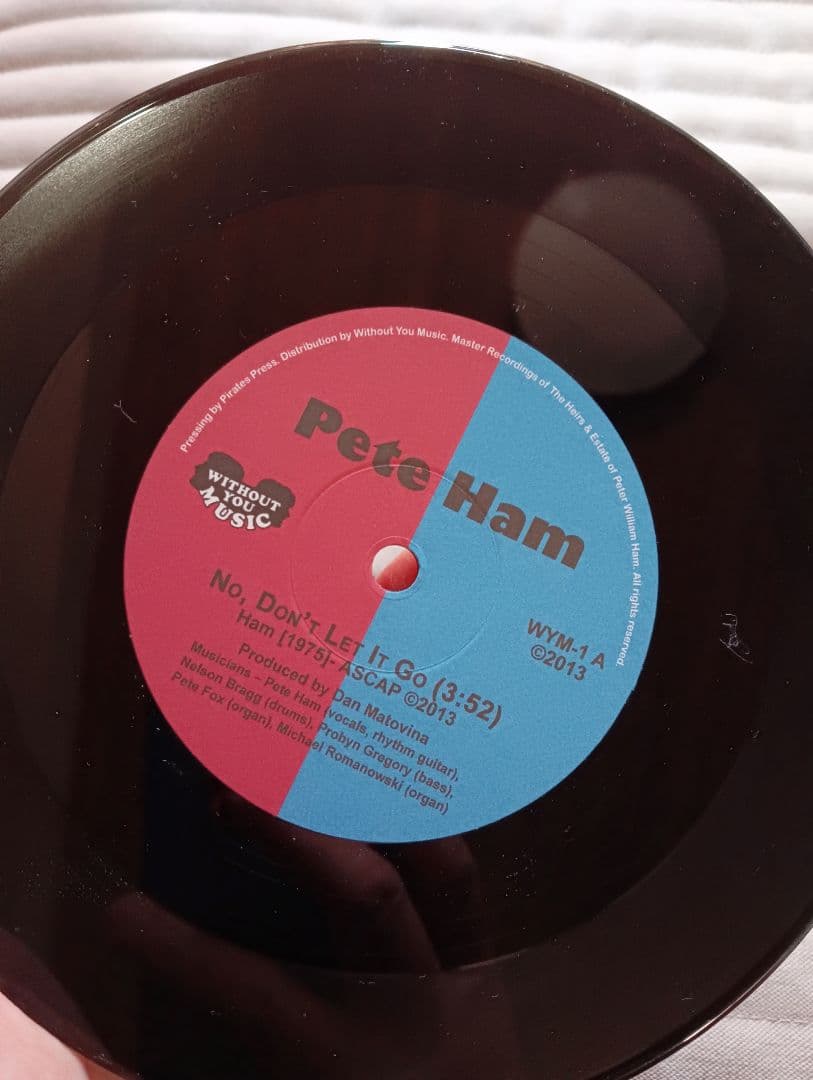 Pressing by Pirates Press. Distribution by Without You Music. Master Recordings of The Heirs & Estate of Peter William Ham. All rights reserved.
Pete Ham
WITHOUT
YOU
MUSIC
WYM-1 A
©2013
No, Don't Let It Go (3:52)
Ham [1975]- ASCAP ©2013
Produced by Dan Matovina
Musicians – Pete Ham (vocals, rhythm guitar),
Nelson Bragg (drums), Probyn Gregory (bass),
Pete Fox (organ), Michael Romanowski (organ)